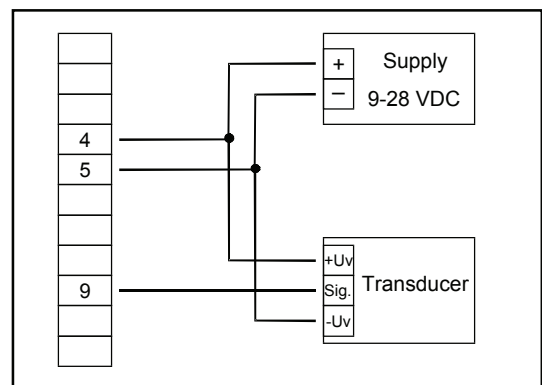 4
5
9
+
−
Supply
9-28 VDC
+Uv
Sig.
-Uv
Transducer